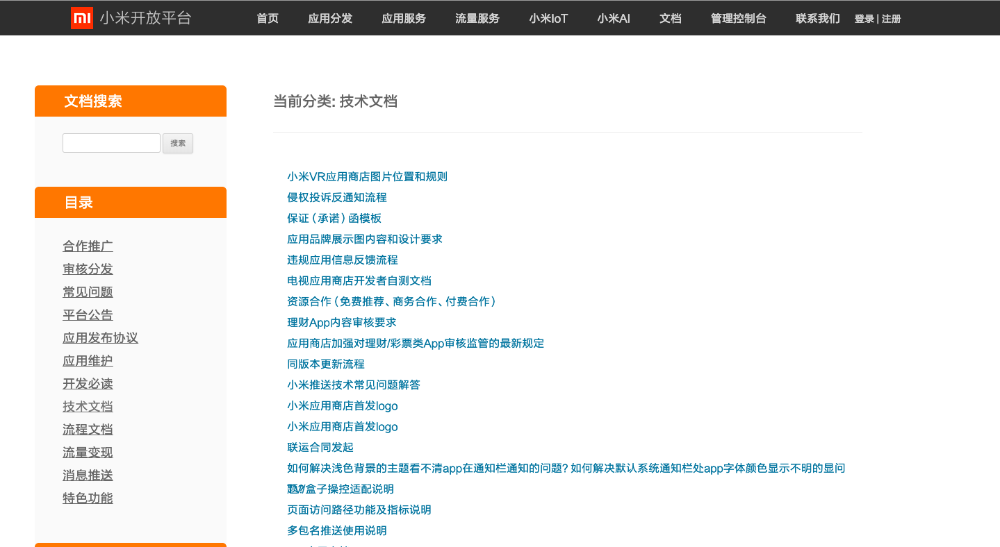 小米开放平台
首页 应用分发 应用服务 流量服务 小米IoT 小米AI 文档 管理控制台 联系我们 登录 | 注册
文档搜索
搜索
目录
合作推广
审核分发
常见问题
平台公告
应用发布协议
应用维护
开发必读
技术文档
流程文档
流量变现
消息推送
特色功能
当前分类: 技术文档
小米VR应用商店图片位置和规则
侵权投诉反通知流程
保证（承诺）函模板
应用品牌展示图内容和设计要求
违规应用信息反馈流程
电视应用商店开发者自测文档
资源合作（免费推荐、商务合作、付费合作）
理财App内容审核要求
应用商店加强对理财/彩票类App审核监管的最新规定
同版本更新流程
小米推送技术常见问题解答
小米应用商店首发logo
小米应用商店首发logo
联运合同发起
如何解决浅色背景的主题看不清app在通知栏通知的问题? 如何解决默认系统通知栏处app字体颜色显示不明的显问
题?
盒子操控适配说明
页面访问路径功能及指标说明
多包名推送使用说明